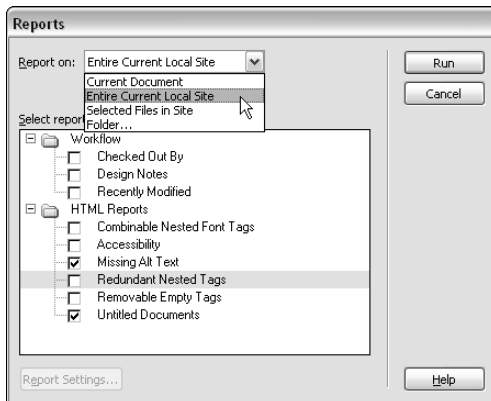 Reports
Report on: Entire Current Local Site
Run
Current Document
Entire Current Local Site
Cancel
Selected Files in Site
Folder...
Select report
Workflow
Checked Out By
Design Notes
Recently Modified
HTML Reports
Combinable Nested Font Tags
Accessibility
Missing Alt Text
Redundant Nested Tags
Removable Empty Tags
Untitled Documents
Report Settings...
Help